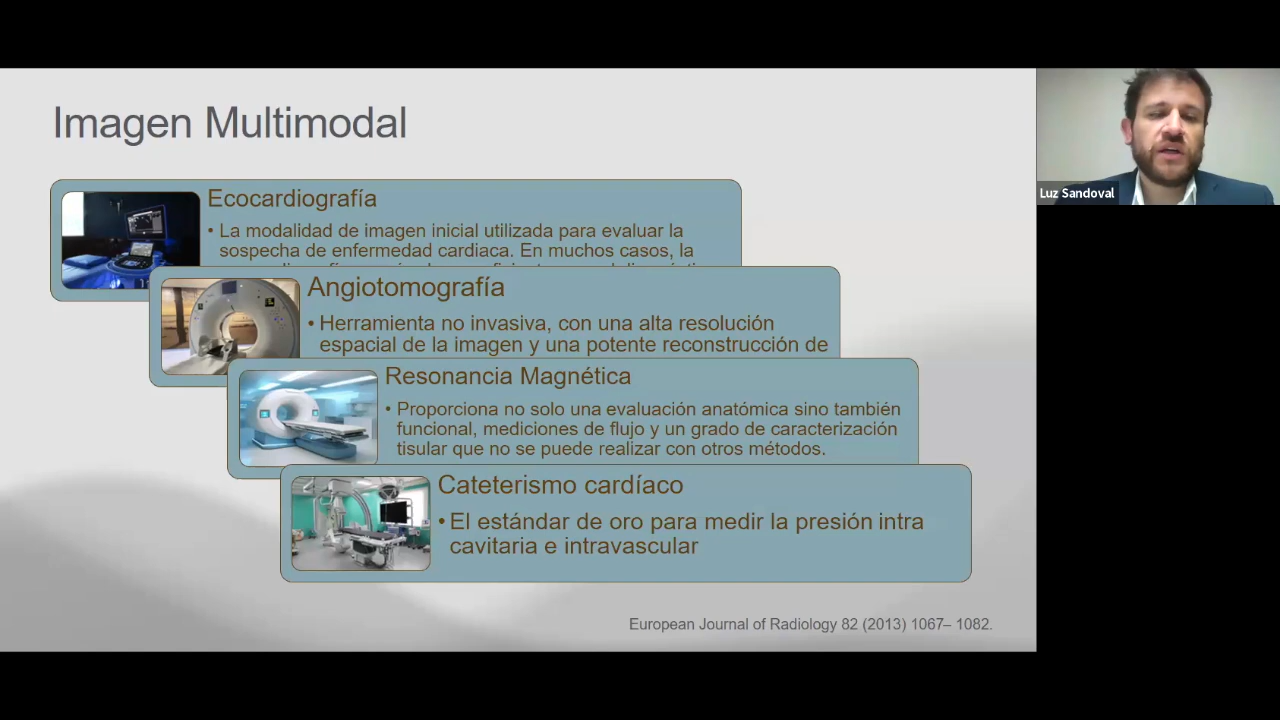 Imagen Multimodal
Ecocardiografía
• La modalidad de imagen inicial utilizada para evaluar la
sospecha de enfermedad cardiaca. En muchos casos, la
Angiotomografía
• Herramienta no invasiva, con una alta resolución
espacial de la imagen y una potente reconstrucción de
Resonancia Magnética
• Proporciona no solo una evaluación anatómica sino también
funcional, mediciones de flujo y un grado de caracterización
tisular que no se puede realizar con otros métodos.
Cateterismo cardíaco
• El estándar de oro para medir la presión intra
cavitaria e intravascular
European Journal of Radiology 82 (2013) 1067– 1082.
Luz Sandoval